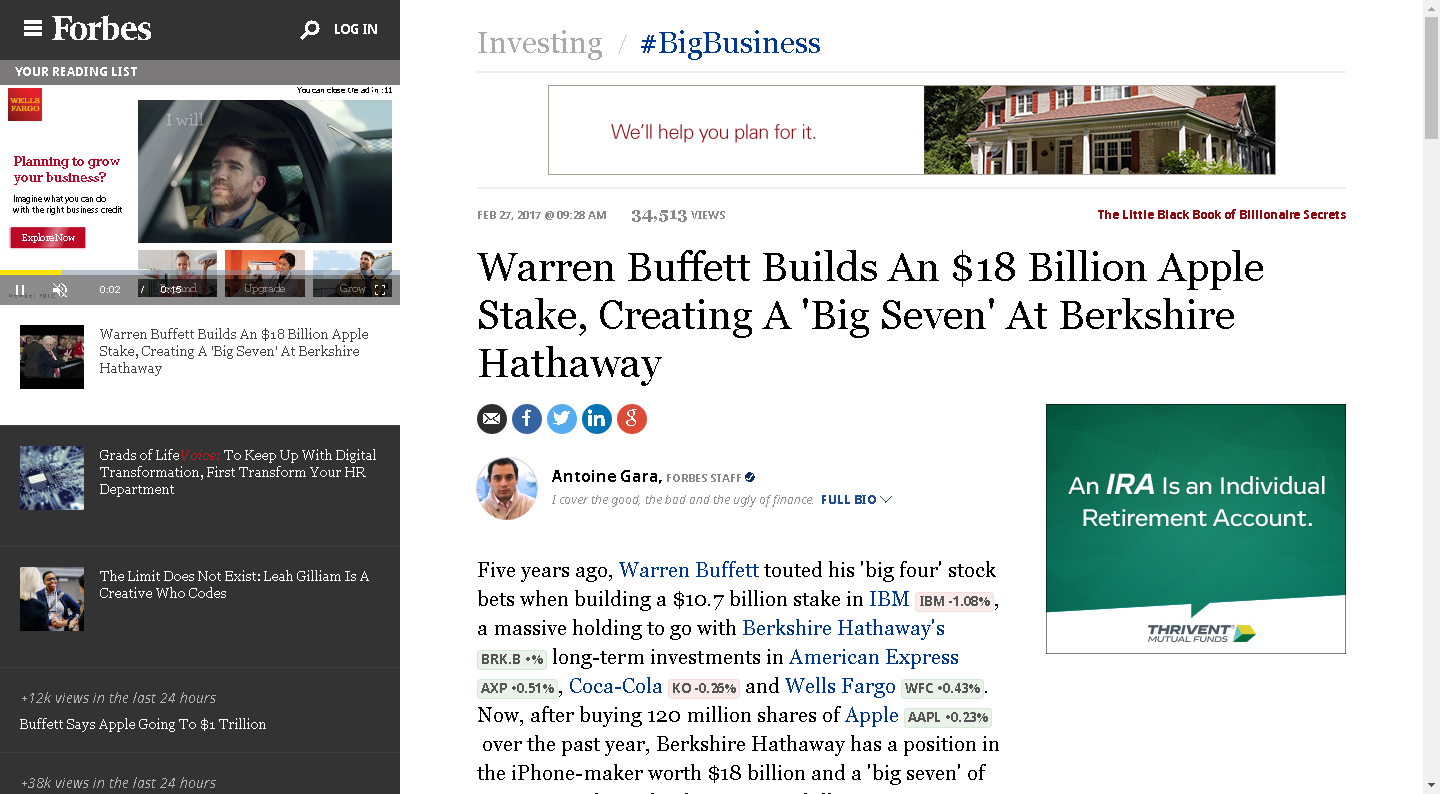 Forbes
LOG IN
YOUR READING LIST
WELLS
FARGO
You can close the ad in :11
I will
Planning to grow
your business?
Imagine what you can do
with the right business credit
Explore Now
Upgrade
Grow
0:02 / 0:15
Warren Buffett Builds An $18 Billion Apple
Stake, Creating A 'Big Seven' At Berkshire
Hathaway
Grads of LifeVoice: To Keep Up With Digital
Transformation, First Transform Your HR
Department
The Limit Does Not Exist: Leah Gilliam Is A
Creative Who Codes
+12k views in the last 24 hours
Buffett Says Apple Going To $1 Trillion
+38k views in the last 24 hours
Investing / #BigBusiness
We'll help you plan for it.
FEB 27, 2017 @ 09:28 AM 34,513 VIEWS
The Little Black Book of Billionaire Secrets
Warren Buffett Builds An $18 Billion Apple
Stake, Creating A 'Big Seven' At Berkshire
Hathaway
Antoine Gara, FORBES STAFF
I cover the good, the bad and the ugly of finance. FULL BIO
Five years ago, Warren Buffett touted his 'big four' stock
bets when building a $10.7 billion stake in IBM IBM -1.08%,
a massive holding to go with Berkshire Hathaway's
BRK.B +% long-term investments in American Express
AXP +0.51%, Coca-Cola KO -0.26% and Wells Fargo WFC +0.43%.
Now, after buying 120 million shares of Apple AAPL +0.23%
over the past year, Berkshire Hathaway has a position in
the iPhone-maker worth $18 billion and a 'big seven' of
An IRA Is an Individual
Retirement Account.
THRIVENT
MUTUAL FUNDS